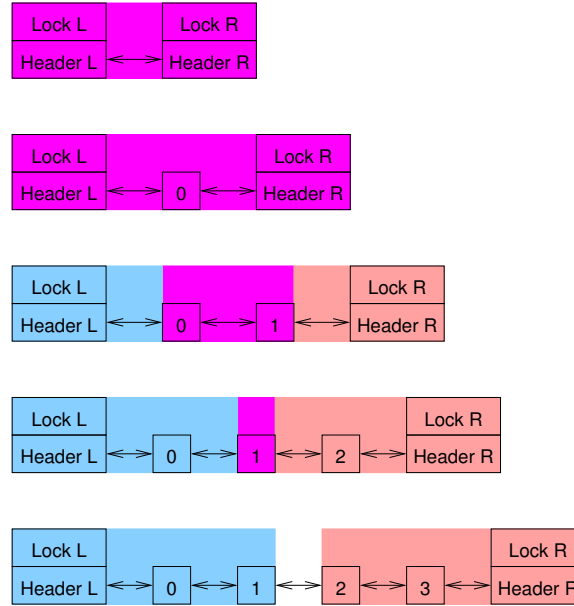 Lock L Lock R
Header L Header R
Lock L Lock R
Header L 0 Header R
Lock L Lock R
Header L 0 1 Header R
Lock L Lock R
Header L 0 1 2 Header R
Lock L Lock R
Header L 0 1 2 3 Header R